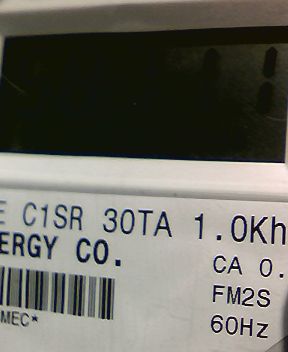 E C1SR 30TA 1.0Kh
ERGY CO.
CA 0.
FM2S
MEC*
60Hz